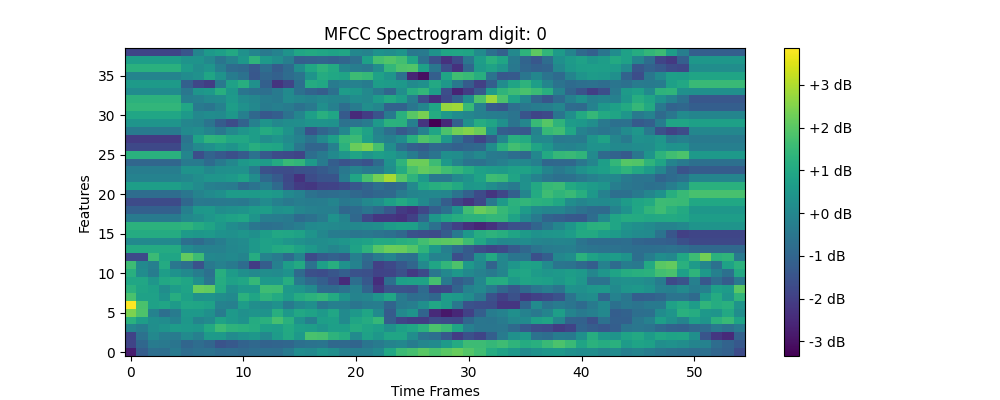 MFCC Spectrogram digit: 0
Features
35
30
25
20
15
10
5
0
0 10 20 30 40 50
Time Frames
+3 dB
+2 dB
+1 dB
+0 dB
-1 dB
-2 dB
-3 dB